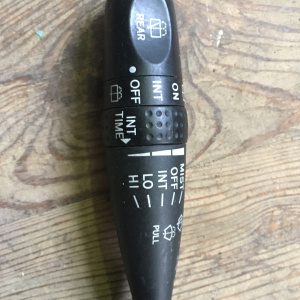 REAR
OFF
INT
ON
INT
TIME
MIST
OFF
INT
LO
HI
PULL